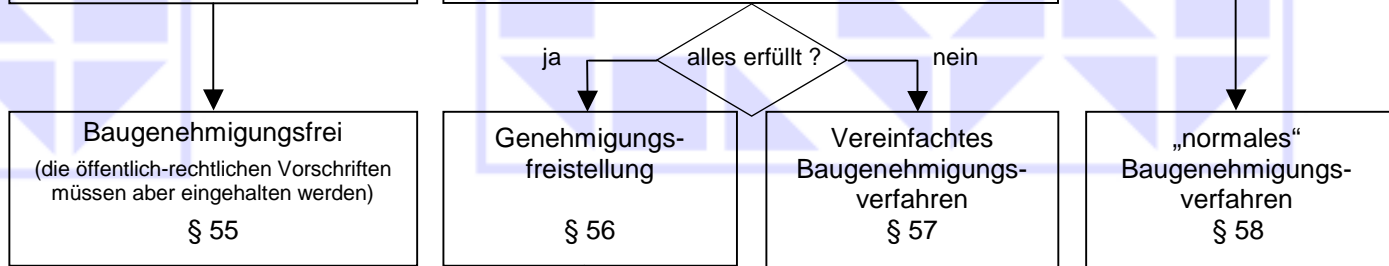 ja
alles erfüllt ?
nein
Baugenehmigungsfrei
(die öffentlich-rechtlichen Vorschriften
müssen aber eingehalten werden)
§ 55
Genehmigungs-
freistellung
§ 56
Vereinfachtes
Baugenehmigungs-
verfahren
§ 57
„normales“
Baugenehmigungs-
verfahren
§ 58